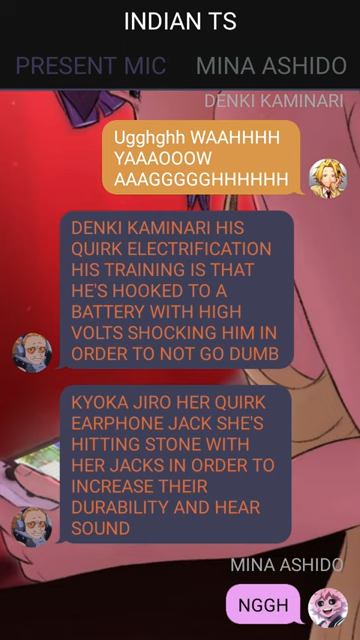 INDIAN TS
PRESENT MIC MINA ASHIDO
DENKI KAMINARI
Ugghghh WAAHHHH
YAAAOOOW
AAAGGGGGHHHHHH
DENKI KAMINARI HIS
QUIRK ELECTRIFICATION
HIS TRAINING IS THAT
HE'S HOOKED TO A
BATTERY WITH HIGH
VOLTS SHOCKING HIM IN
ORDER TO NOT GO DUMB
KYOKA JIRO HER QUIRK
EARPHONE JACK SHE'S
HITTING STONE WITH
HER JACKS IN ORDER TO
INCREASE THEIR
DURABILITY AND HEAR
SOUND
MINA ASHIDO
NGGH